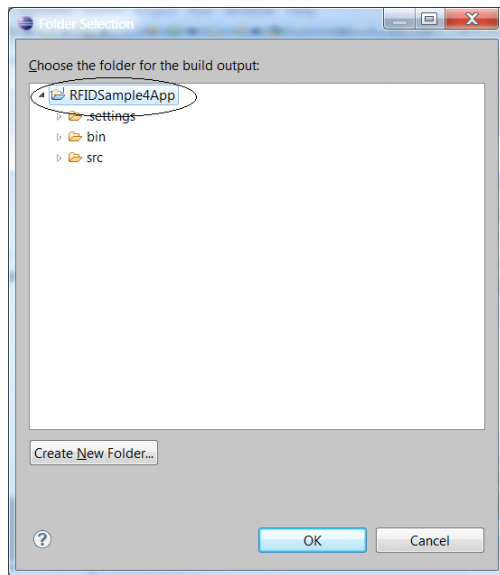 Folder Selection
Choose the folder for the build output:
RFIDSample4App
.settings
bin
src
Create New Folder...
?
OK
Cancel